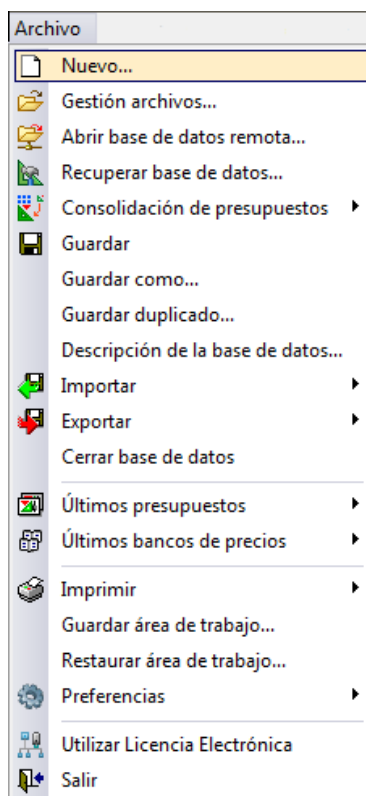 Archivo
Nuevo...
Gestión archivos...
Abrir base de datos remota...
Recuperar base de datos...
Consolidación de presupuestos
Guardar
Guardar como...
Guardar duplicado...
Descripción de la base de datos...
Importar
Exportar
Cerrar base de datos
Últimos presupuestos
Últimos bancos de precios
Imprimir
Guardar área de trabajo...
Restaurar área de trabajo...
Preferencias
Utilizar Licencia Electrónica
Salir